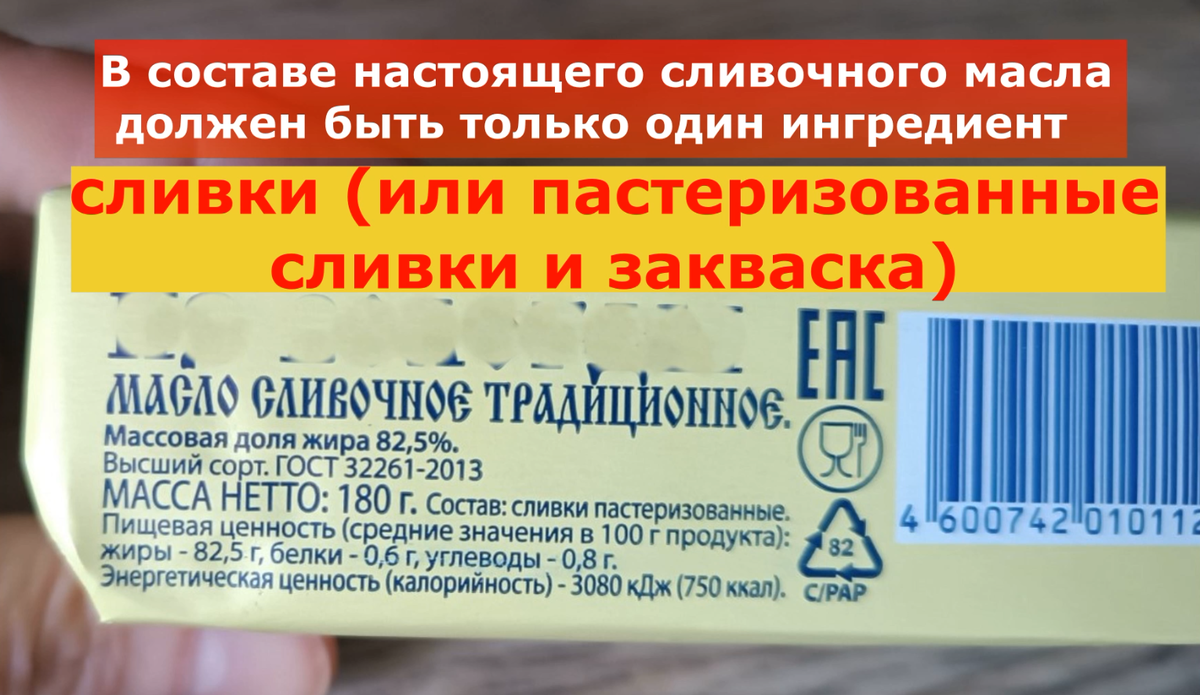 В составе настоящего сливочного масла
должен быть только один ингредиент
сливки (или пастеризованные
сливки и закваска)
МАСЛО СЛИВОЧНОЕ ТРАДИЦИОННОЕ.
Массовая доля жира 82,5%.
Высший сорт. ГОСТ 32261-2013
МАССА НЕТТО: 180 г. Состав: сливки пастеризованные.
Пищевая ценность (средние значения в 100 г продукта):
жиры - 82,5 г, белки - 0,6 г, углеводы - 0,8 г.
Энергетическая ценность (калорийность) - 3080 кДж (750 ккал).
EAC
82
C/PAP
4 600742 010112